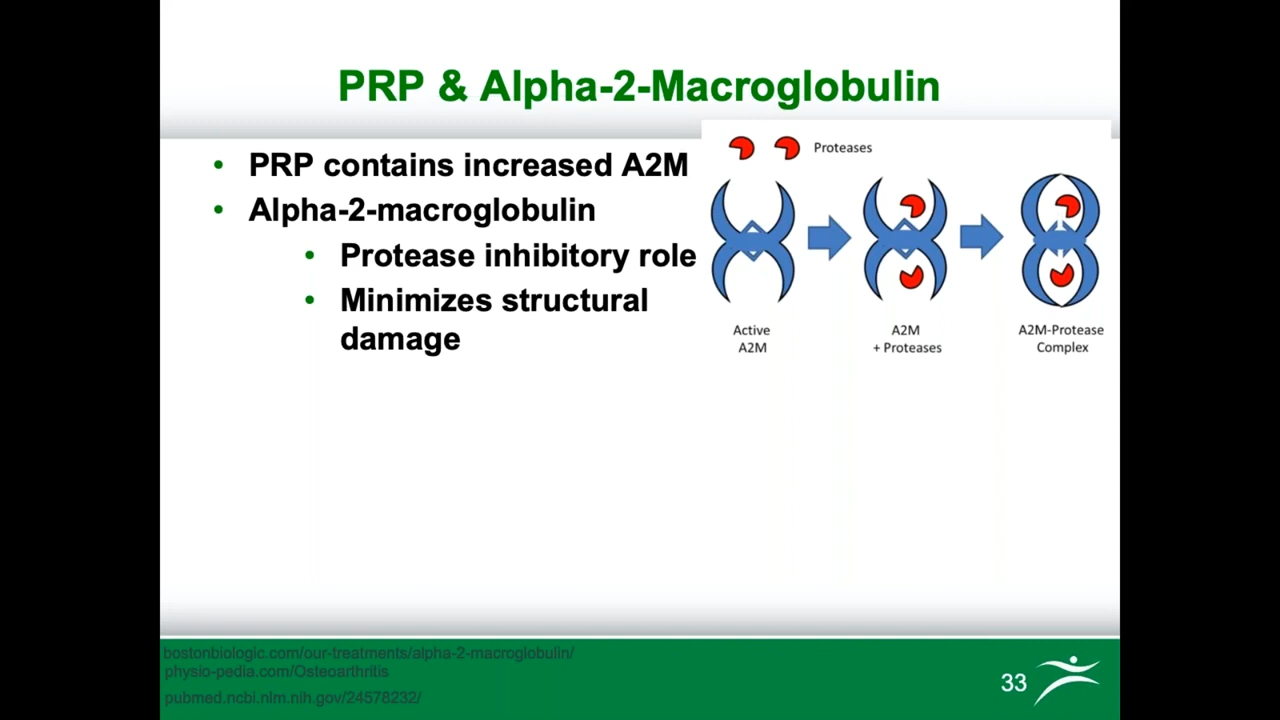 PRP & Alpha-2-Macroglobulin
• PRP contains increased A2M
• Alpha-2-macroglobulin
• Protease inhibitory role
• Minimizes structural
damage
Proteases
Active
A2M
A2M
+ Proteases
A2M-Protease
Complex
bostonbiologic.com/our-treatments/alpha-2-macroglobulin/
physio-pedia.com/Osteoarthritis
pubmed.ncbi.nlm.nih.gov/24578232/
33